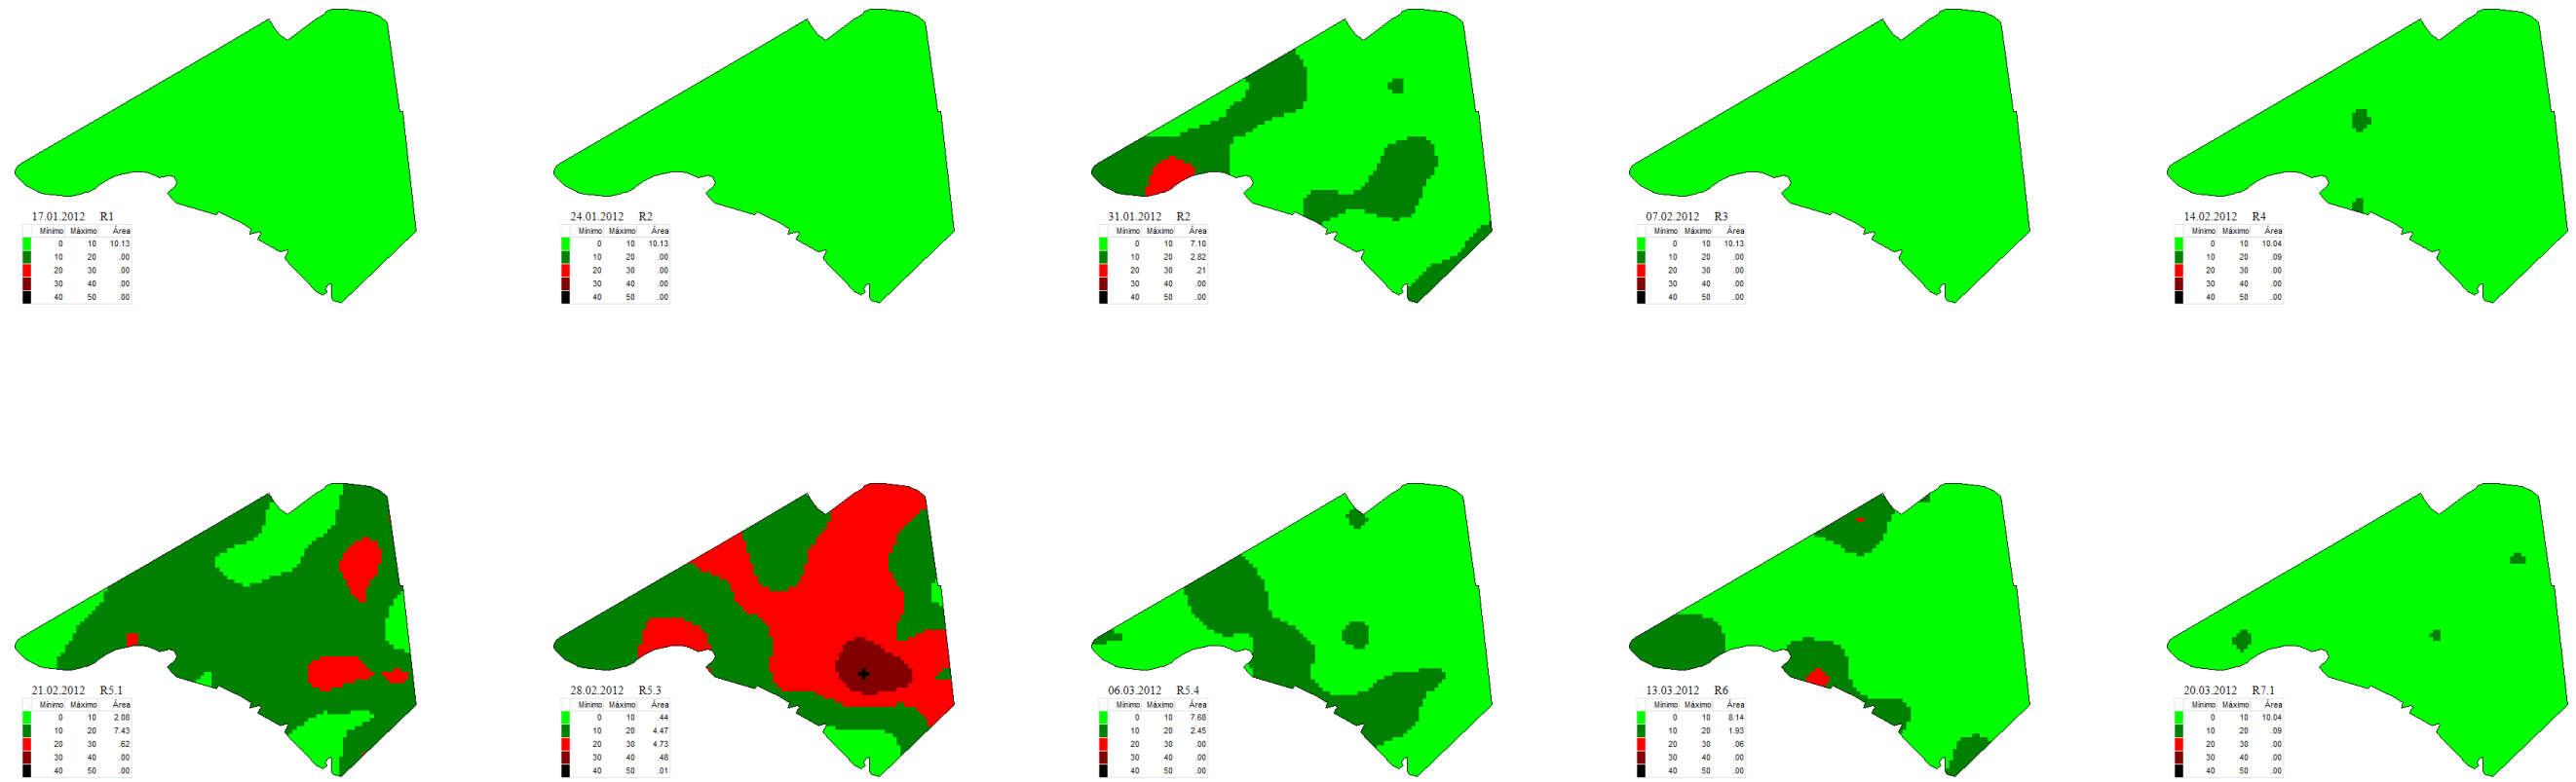 17.01.2012 R1
Mínimo Máximo Área
0 10 10.13
10 20 .00
20 30 .00
30 40 .00
40 50 .00
24.01.2012 R2
Mínimo Máximo Área
0 10 10.13
10 20 .00
20 30 .00
30 40 .00
40 50 .00
31.01.2012 R2
Mínimo Máximo Área
0 10 7.10
10 20 2.82
20 30 .21
30 40 .00
40 50 .00
07.02.2012 R3
Mínimo Máximo Área
0 10 10.13
10 20 .00
20 30 .00
30 40 .00
40 50 .00
14.02.2012 R4
Mínimo Máximo Área
0 10 10.04
10 20 .09
20 30 .00
30 40 .00
40 50 .00
21.02.2012 R5.1
Mínimo Máximo Área
0 10 2.08
10 20 7.43
20 30 .62
30 40 .00
40 50 .00
28.02.2012 R5.3
Mínimo Máximo Área
0 10 .44
10 20 4.47
20 30 4.73
30 40 .48
40 50 .01
06.03.2012 R5.4
Mínimo Máximo Área
0 10 7.68
10 20 2.45
20 30 .00
30 40 .00
40 50 .00
13.03.2012 R6
Mínimo Máximo Área
0 10 8.14
10 20 1.93
20 30 .06
30 40 .00
40 50 .00
20.03.2012 R7.1
Mínimo Máximo Área
0 10 10.04
10 20 .09
20 30 .00
30 40 .00
40 50 .00